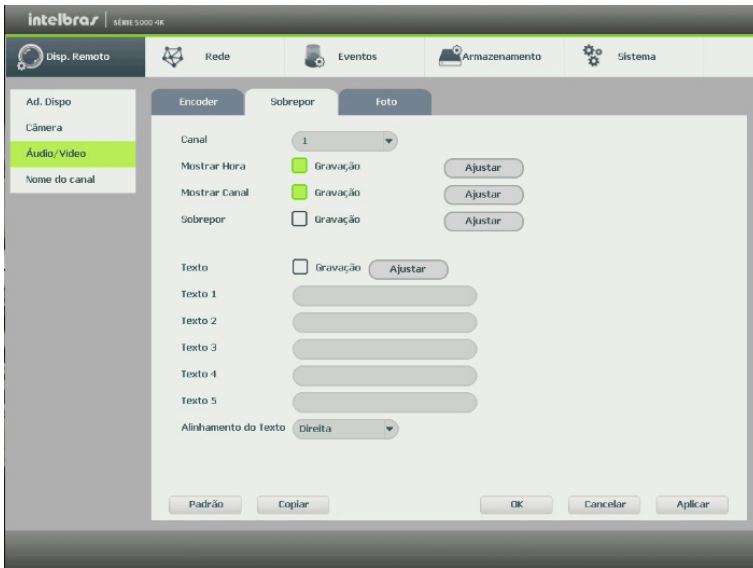 intelbras | SÉRIE 5000 4K
Disp. Remoto Rede Eventos Armazenamento Sistema
Ad. Dispo
Câmera
Áudio/Vídeo
Nome do canal
Encoder Sobrepor Foto
Canal 1
Mostrar Hora Gravação Ajustar
Mostrar Canal Gravação Ajustar
Sobrepor Gravação Ajustar
Texto Gravação Ajustar
Texto 1
Texto 2
Texto 3
Texto 4
Texto 5
Alinhamento do Texto Direita
Padrão Copiar OK Cancelar Aplicar